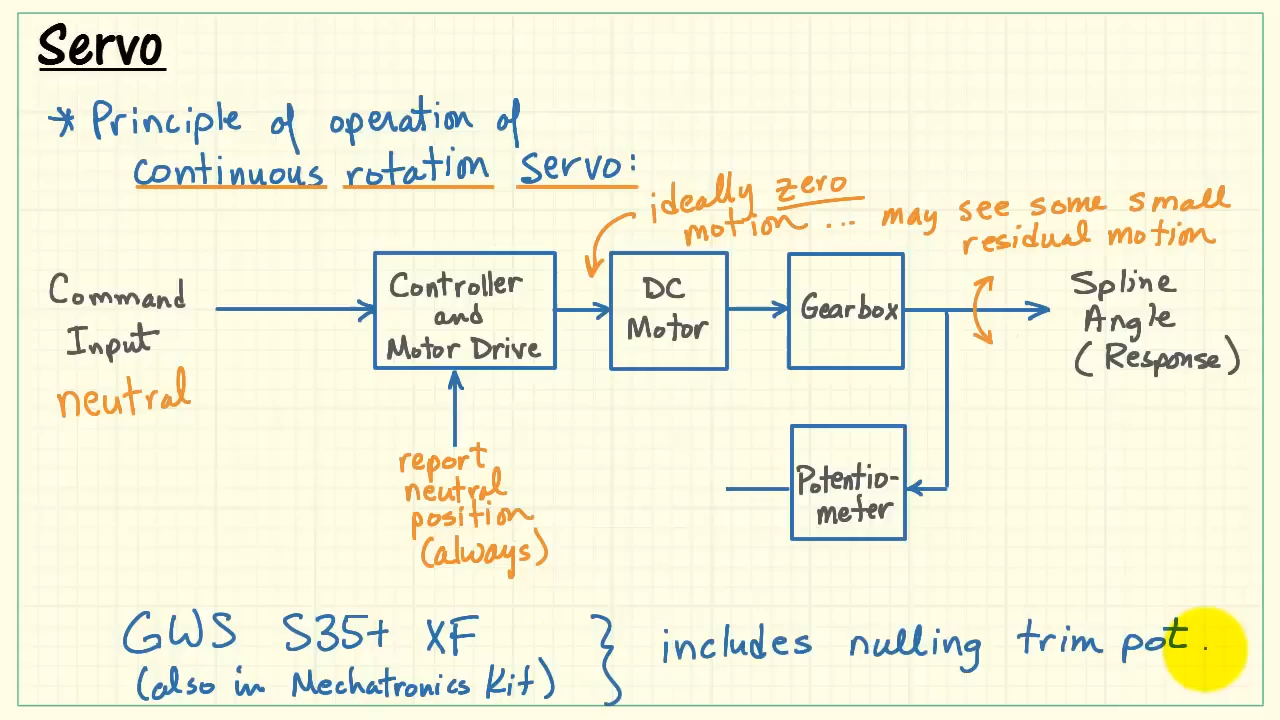 Servo
* Principle of operation of
continuous rotation servo:
ideally zero
motion ... may see some small
residual motion
Command
Input
neutral
Controller
and
Motor Drive
DC
Motor
Gearbox
Spline
Angle
(Response)
report
neutral
position
(always)
Potentio-
meter
GWS S35+ XF
(also in Mechatronics Kit)
} includes nulling trim pot.